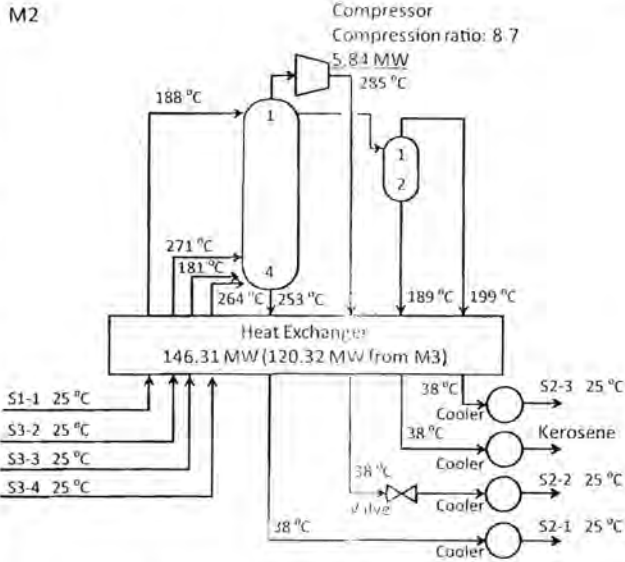 M2
Compressor
Compression ratio: 8.7
5.84 MW
285 °C
188 °C
1
1
2
271 °C
181 °C
4
264 °C
253 °C
189 °C
199 °C
Heat Exchanger
146.31 MW (120.32 MW from M3)
S1-1 25 °C
S3-2 25 °C
S3-3 25 °C
S3-4 25 °C
38 °C
Cooler
S2-3 25 °C
38 °C
Cooler
Kerosene
38 °C
Valve
Cooler
S2-2 25 °C
38 °C
Cooler
S2-1 25 °C